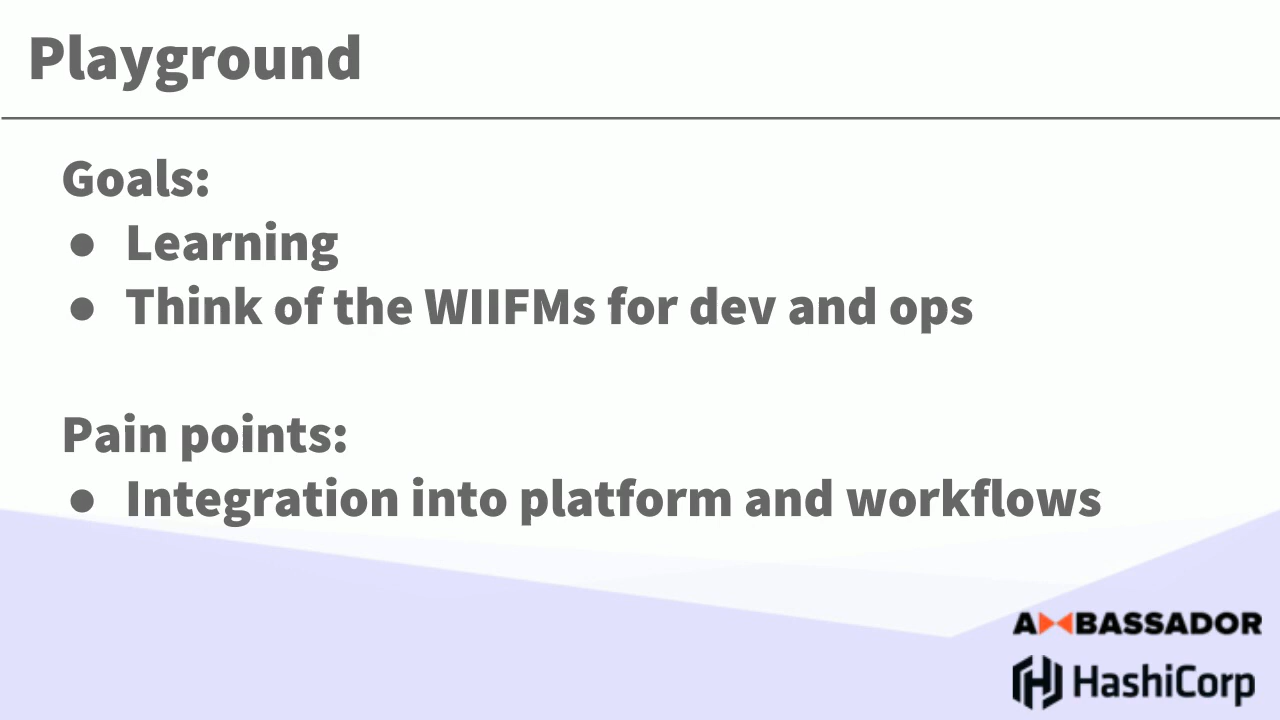 Playground
Goals:
● Learning
● Think of the WIIFMs for dev and ops
Pain points:
● Integration into platform and workflows
AMBASSADOR
HashiCorp